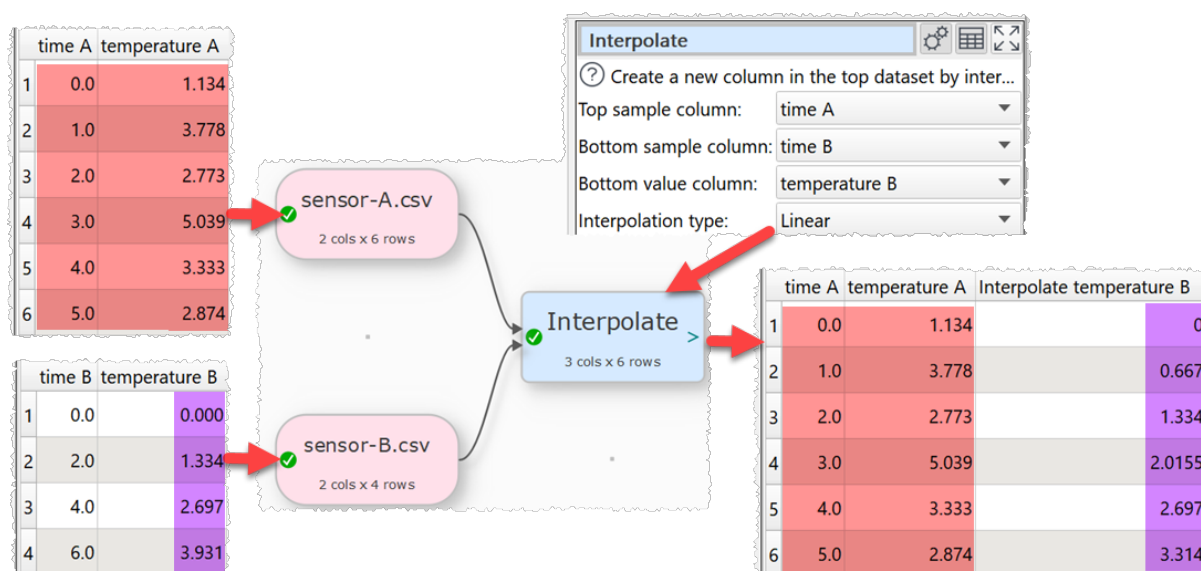 time A temperature A
1 0.0 1.134
2 1.0 3.778
3 2.0 2.773
4 3.0 5.039
5 4.0 3.333
6 5.0 2.874
time B temperature B
1 0.0 0.000
2 2.0 1.334
3 4.0 2.697
4 6.0 3.931
sensor-A.csv
2 cols x 6 rows
sensor-B.csv
2 cols x 4 rows
Interpolate >
3 cols x 6 rows
Interpolate
? Create a new column in the top dataset by inter...
Top sample column: time A
Bottom sample column: time B
Bottom value column: temperature B
Interpolation type: Linear
time A temperature A Interpolate temperature B
1 0.0 1.134 0
2 1.0 3.778 0.667
3 2.0 2.773 1.334
4 3.0 5.039 2.0155
5 4.0 3.333 2.697
6 5.0 2.874 3.314